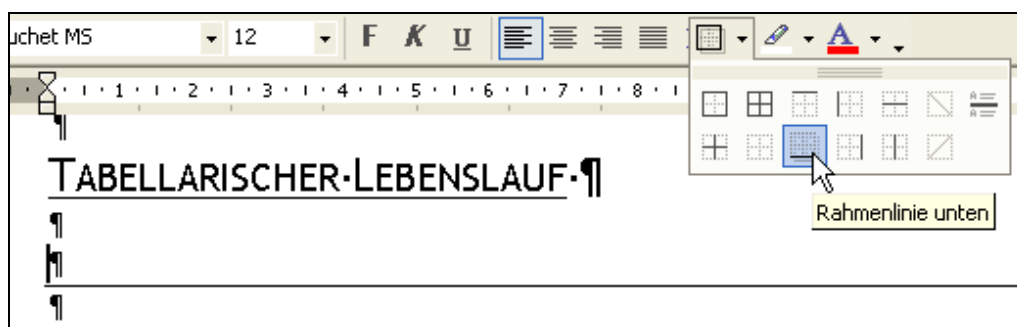 uchet MS 12 F K U A
1 2 3 4 5 6 7 8
¶
TABELLARISCHER·LEBENSLAUF·¶
Rahmenlinie unten
¶
¶
¶